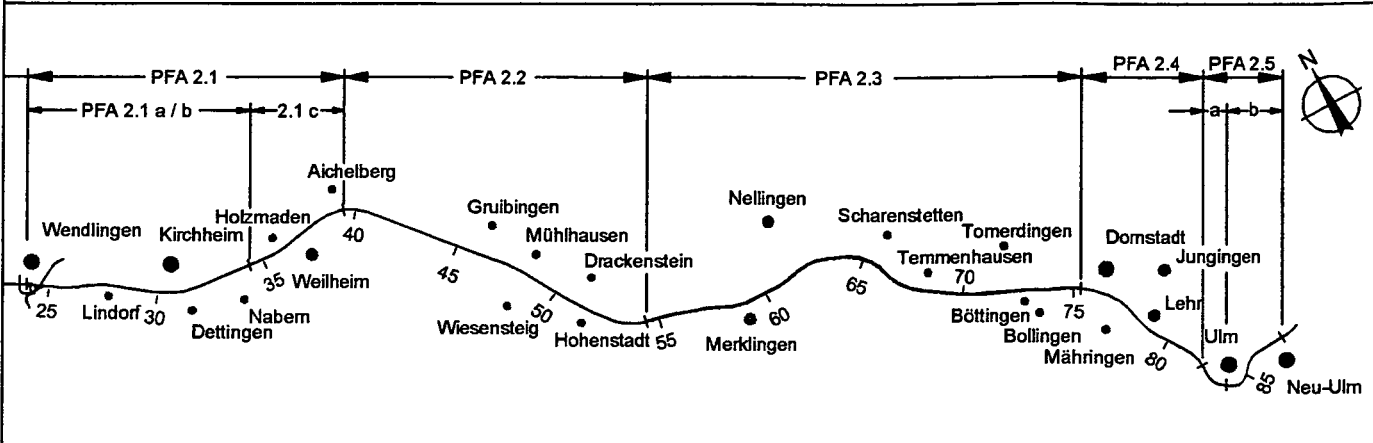 N
PFA 2.1
PFA 2.2
PFA 2.3
PFA 2.4
PFA 2.5
PFA 2.1 a / b
2.1 c
a
b
Aichelberg
Wendlingen
Kirchheim
Holzmaden
Weilheim
Lindorf
Dettingen
Nabern
25
30
35
40
Gruibingen
Mühlhausen
Drackenstein
Wiesensteig
Hohenstadt
45
50
55
Nellingen
Merklingen
Scharenstetten
Temmenhausen
Tomerdingen
60
65
70
75
Böttingen
Bollingen
Mähringen
Dornstadt
Jungingen
Lehr
Ulm
Neu-Ulm
80
85